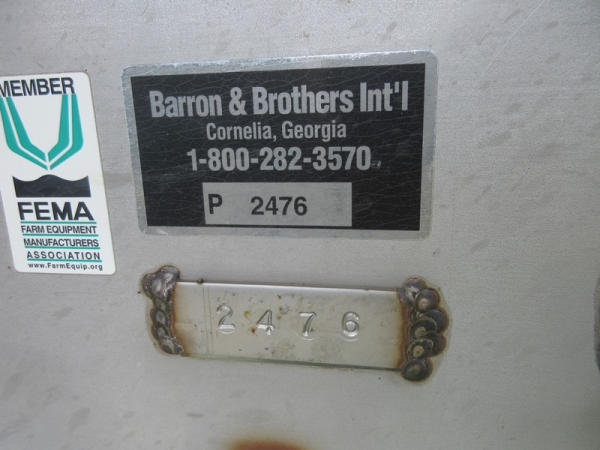 MEMBER
FEMA
FARM EQUIPMENT
MANUFACTURERS
ASSOCIATION
www.FarmEquip.org
Barron & Brothers Int'l
Cornelia, Georgia
1-800-282-3570
P 2476
2476